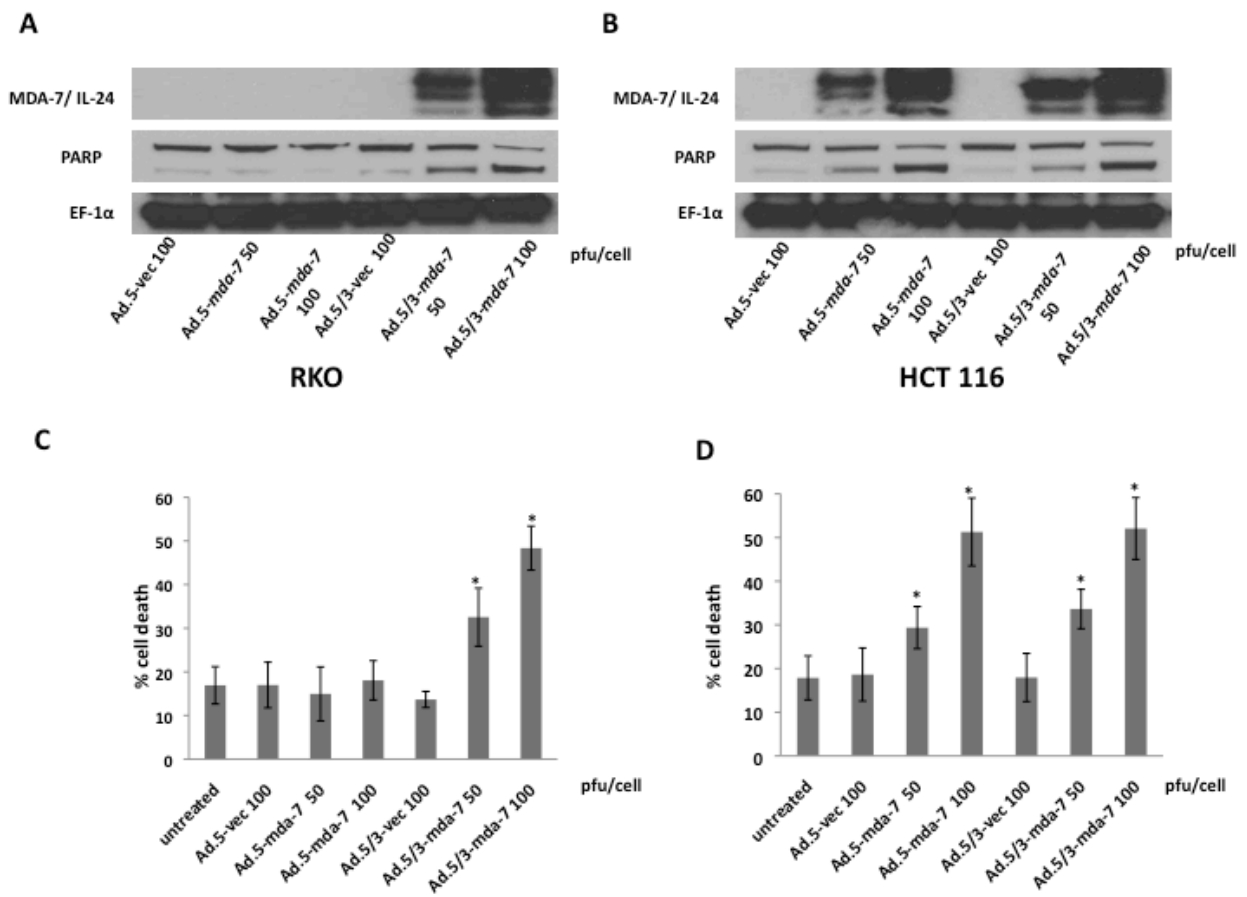 A
MDA-7/ IL-24
PARP
EF-1α
Ad.5-vec 100
Ad.5-mda-7 50
Ad.5-mda-7
100
Ad.5/3-vec 100
Ad.5/3-mda-7
50
Ad.5/3-mda-7 100
pfu/cell
RKO
B
MDA-7/ IL-24
PARP
EF-1α
Ad.5-vec 100
Ad.5-mda-7 50
Ad.5-mda-7
100
Ad.5/3-vec 100
Ad.5/3-mda-7
50
Ad.5/3-mda-7 100
pfu/cell
HCT 116
C
% cell death
60
50
40
30
20
10
0
*
*
untreated
Ad.5-vec 100
Ad.5-mda-7 50
Ad.5-mda-7 100
Ad.5/3-vec 100
Ad.5/3-mda-7 50
Ad.5/3-mda-7 100
pfu/cell
D
% cell death
60
50
40
30
20
10
0
*
*
*
*
untreated
Ad.5-vec 100
Ad.5-mda-7 50
Ad.5-mda-7 100
Ad.5/3-vec 100
Ad.5/3-mda-7 50
Ad.5/3-mda-7 100
pfu/cell